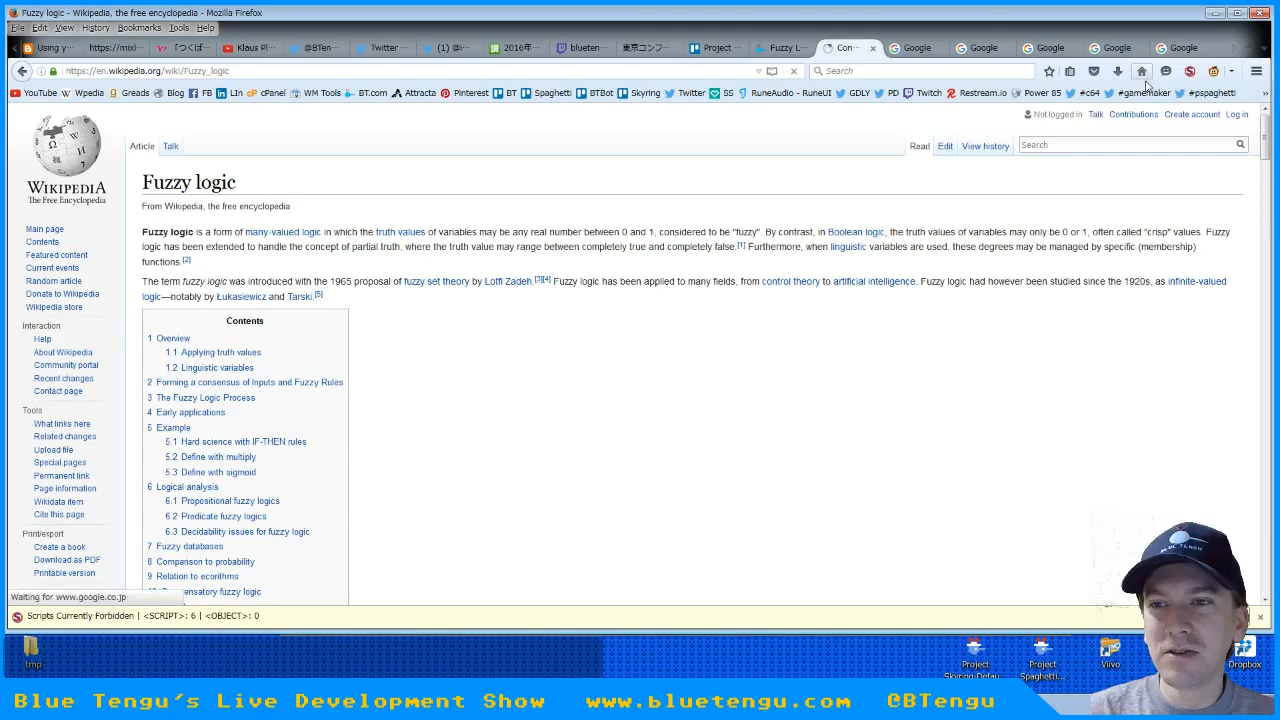 Fuzzy logic - Wikipedia, the free encyclopedia - Mozilla Firefox
File Edit View History Bookmarks Tools Help
Using y⋯ https://mixl⋯ 「つくば⋯ Klaus Pl⋯ @BTen⋯ Twitter ⋯ (1) @i⋯ 2016年⋯ blueten⋯ 東京コンフ⋯ Project ⋯ Fuzzy L⋯ Con⋯ Google Google Google Google Google
https://en.wikipedia.org/wiki/Fuzzy_logic
Search
YouTube Wpedia Greads Blog FB LIn cPanel WM Tools BT.com Attracta Pinterest BT Spaghetti BTBot Skyring Twitter SS RuneAudio - RuneUI GDLY PD Twitch Restream.io Power 85 #c64 #gamemaker #pspaghetti »
Not logged in Talk Contributions Create account Log in
Article Talk
Read Edit View history
Search
WIKIPEDIA
The Free Encyclopedia
Main page
Contents
Featured content
Current events
Random article
Donate to Wikipedia
Wikipedia store
Interaction
Help
About Wikipedia
Community portal
Recent changes
Contact page
Tools
What links here
Related changes
Upload file
Special pages
Permanent link
Page information
Wikidata item
Cite this page
Print/export
Create a book
Download as PDF
Printable version
Fuzzy logic
From Wikipedia, the free encyclopedia
Fuzzy logic is a form of many-valued logic in which the truth values of variables may be any real number between 0 and 1, considered to be "fuzzy". By contrast, in Boolean logic, the truth values of variables may only be 0 or 1, often called "crisp" values. Fuzzy
logic has been extended to handle the concept of partial truth, where the truth value may range between completely true and completely false.[1] Furthermore, when linguistic variables are used, these degrees may be managed by specific (membership)
functions [2]
The term fuzzy logic was introduced with the 1965 proposal of fuzzy set theory by Lotfi Zadeh.[3][4] Fuzzy logic has been applied to many fields, from control theory to artificial intelligence. Fuzzy logic had however been studied since the 1920s, as infinite-valued
logic—notably by Łukasiewicz and Tarski.[5]
Contents
1 Overview
1.1 Applying truth values
1.2 Linguistic variables
2 Forming a consensus of Inputs and Fuzzy Rules
3 The Fuzzy Logic Process
4 Early applications
5 Example
5.1 Hard science with IF-THEN rules
5.2 Define with multiply
5.3 Define with sigmoid
6 Logical analysis
6.1 Propositional fuzzy logics
6.2 Predicate fuzzy logics
6.3 Decidability issues for fuzzy logic
7 Fuzzy databases
8 Comparison to probability
9 Relation to ecorithms
fuzzy logic
Waiting for www.google.co.jp⋯
Scripts Currently Forbidden | <SCRIPT>: 6 | <OBJECT>: 0
BLUE TENGU
tmp
Project
Skyring-Defau⋯
Project
Spaghetti⋯
Viivo
Dropbox
Blue Tengu's Live Development Show www.bluetengu.com @BTengu